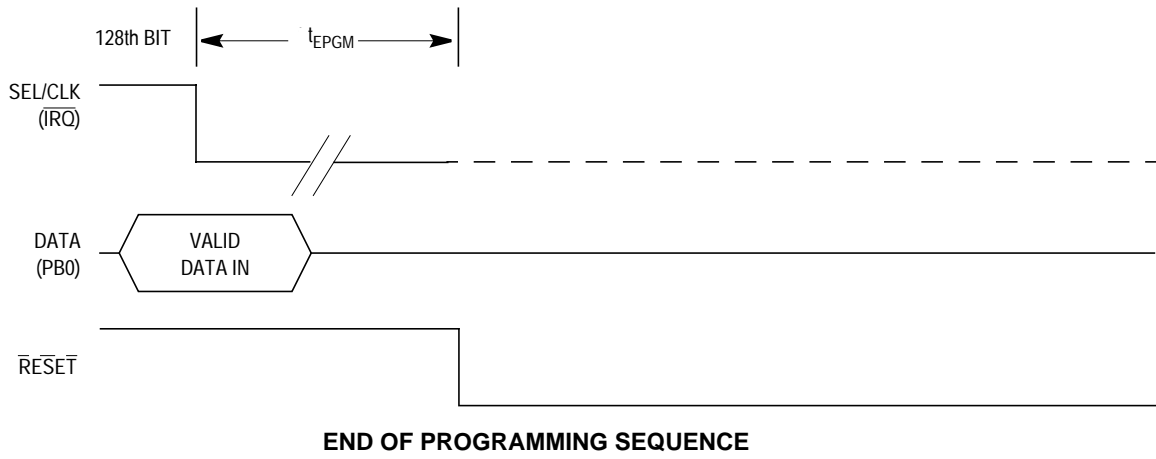 128th BIT
tEPGM
SEL/CLK
(IRQ)
DATA
(PB0)
VALID
DATA IN
RESET
END OF PROGRAMMING SEQUENCE